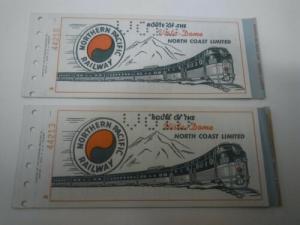 NORTHERN PACIFIC
RAILWAY
ROUTE OF THE
Vista-Dome
NORTH COAST LIMITED
44213
NORTHERN PACIFIC
RAILWAY
ROUTE OF THE
Vista-Dome
NORTH COAST LIMITED